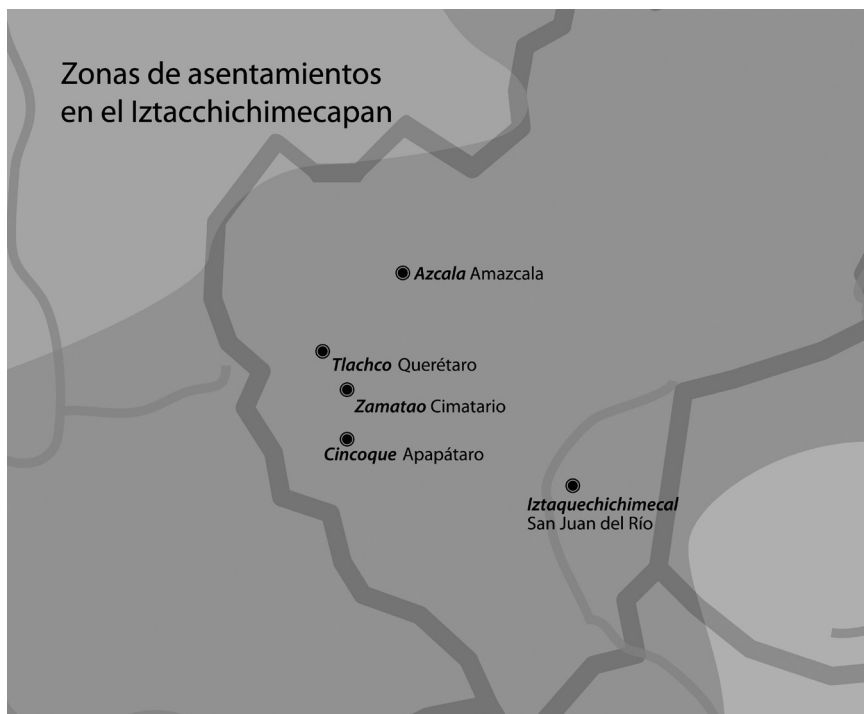 Zonas de asentamientos
en el Iztacchichimecapan
Azcala Amazcala
Tlachco Querétaro
Zamatao Cimatario
Cincoque Apapátaro
Iztaquechichimecal
San Juan del Río